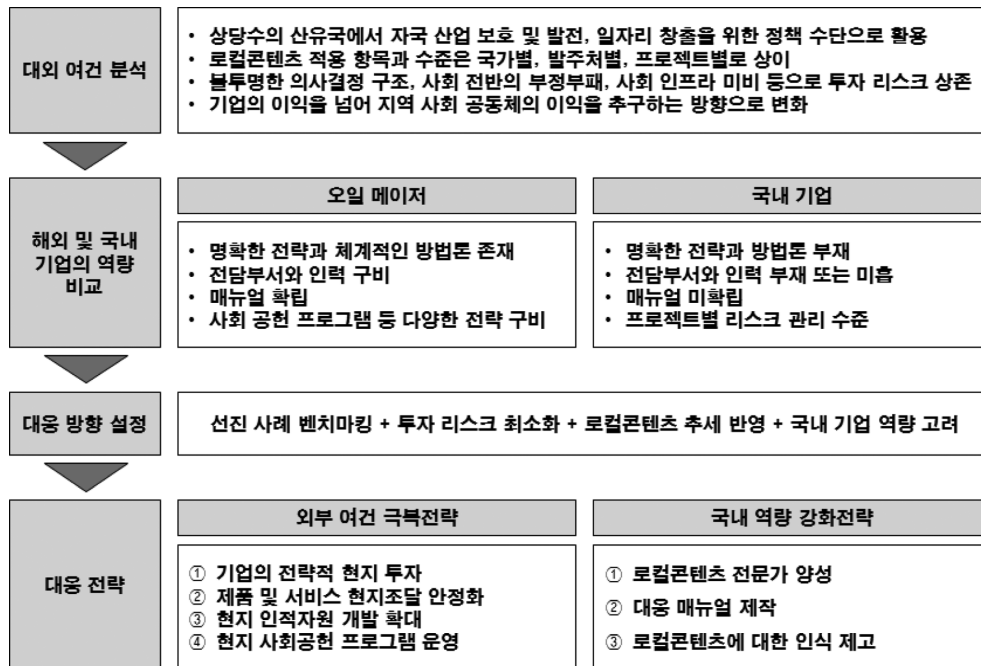 대외 여건 분석
• 상당수의 산유국에서 자국 산업 보호 및 발전, 일자리 창출을 위한 정책 수단으로 활용
• 로컬콘텐츠 적용 항목과 수준은 국가별, 발주처별, 프로젝트별로 상이
• 불투명한 의사결정 구조, 사회 전반의 부정부패, 사회 인프라 미비 등으로 투자 리스크 상존
• 기업의 이익을 넘어 지역 사회 공동체의 이익을 추구하는 방향으로 변화
해외 및 국내
기업의 역량
비교
오일 메이저
• 명확한 전략과 체계적인 방법론 존재
• 전담부서와 인력 구비
• 매뉴얼 확립
• 사회 공헌 프로그램 등 다양한 전략 구비
국내 기업
• 명확한 전략과 방법론 부재
• 전담부서와 인력 부재 또는 미흡
• 매뉴얼 미확립
• 프로젝트별 리스크 관리 수준
대응 방향 설정
선진 사례 벤치마킹 + 투자 리스크 최소화 + 로컬콘텐츠 추세 반영 + 국내 기업 역량 고려
대응 전략
외부 여건 극복전략
① 기업의 전략적 현지 투자
② 제품 및 서비스 현지조달 안정화
③ 현지 인적자원 개발 확대
④ 현지 사회공헌 프로그램 운영
국내 역량 강화전략
① 로컬콘텐츠 전문가 양성
② 대응 매뉴얼 제작
③ 로컬콘텐츠에 대한 인식 제고